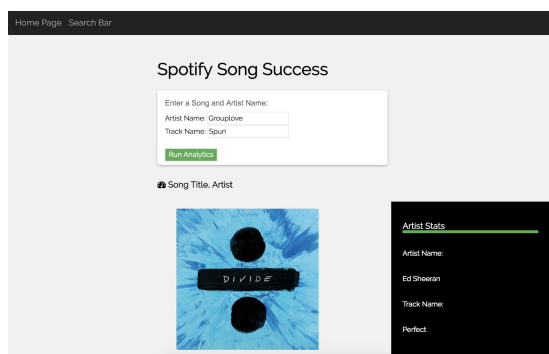 Home Page Search Bar
Spotify Song Success
Enter a Song and Artist Name:
Artist Name: Grouplove
Track Name: Spun
Run Analytics
Song Title, Artist
DIVIDE
Artist Stats
Artist Name:
Ed Sheeran
Track Name:
Perfect